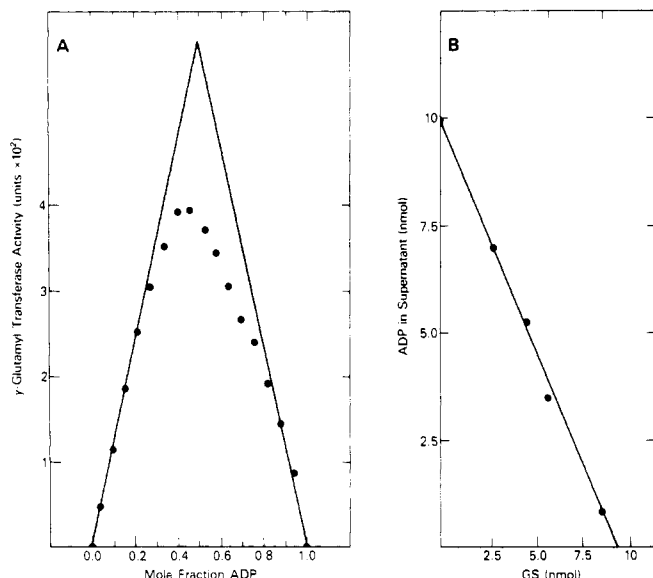 A
γ-Glutamyl Transferase Activity (units ×10²)
4
3
2
1
0.0 0.2 0.4 0.6 0.8 1.0
Mole Fraction ADP
B
ADP in Supernatant (nmol)
10
7.5
5.0
2.5
2.5 5.0 7.5 10
GS (nmol)